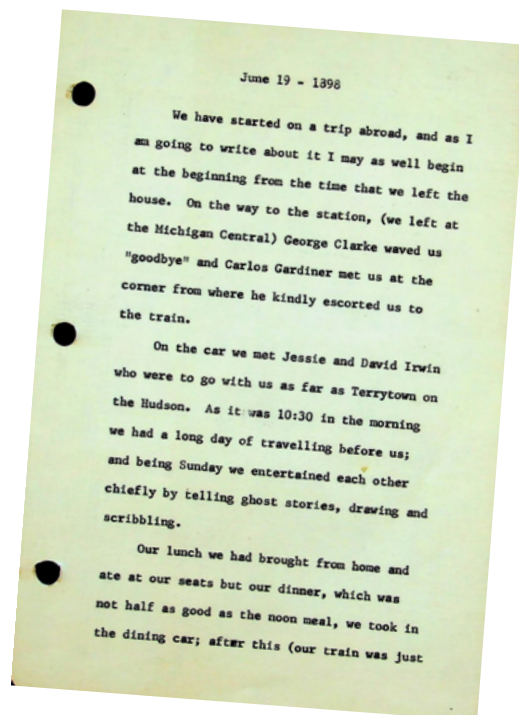 June 19 - 1898
We have started on a trip abroad, and as I
am going to write about it I may as well begin
at the beginning from the time that we left the
house. On the way to the station, (we left at
the Michigan Central) George Clarke waved us
"goodbye" and Carlos Gardiner met us at the
corner from where he kindly escorted us to
the train.
On the car we met Jessie and David Irwin
who were to go with us as far as Terrytown on
the Hudson. As it was 10:30 in the morning
we had a long day of travelling before us;
and being Sunday we entertained each other
chiefly by telling ghost stories, drawing and
scribbling.
Our lunch we had brought from home and
ate at our seats but our dinner, which was
not half as good as the noon meal, we took in
the dining car; after this (our train was just